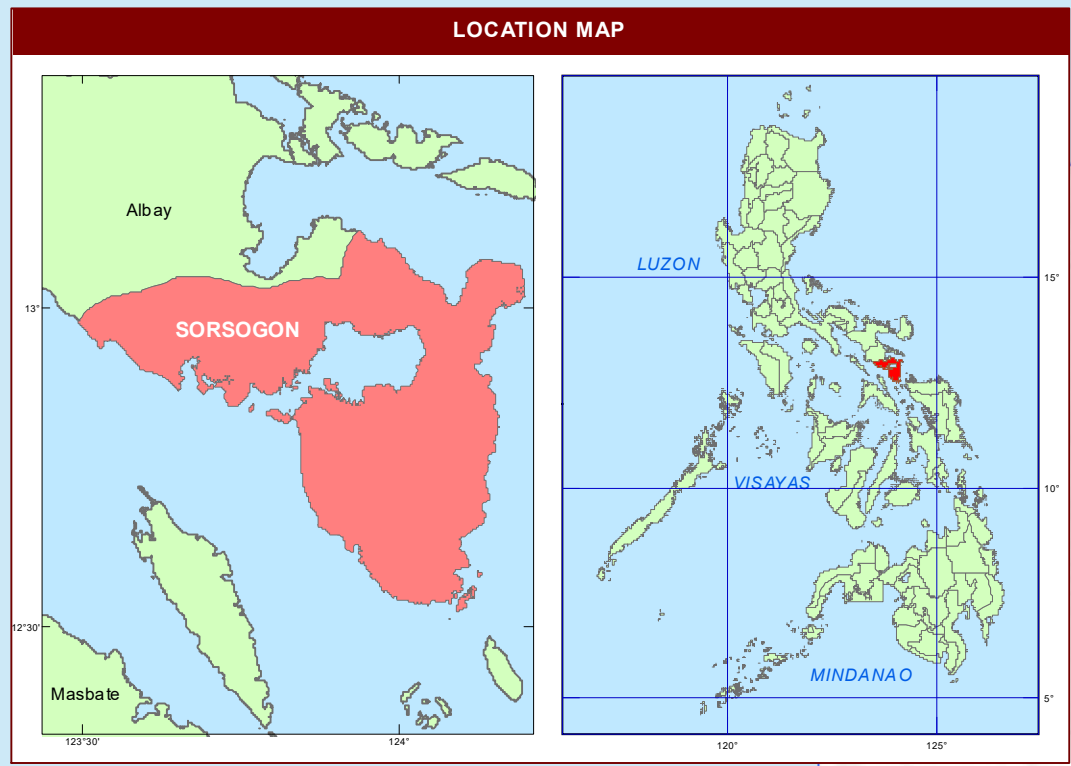 LOCATION MAP
Albay
13°
SORSOGON
12°30'
Masbate
123°30'
124°
LUZON
15°
VISAYAS
10°
MINDANAO
5°
120°
125°